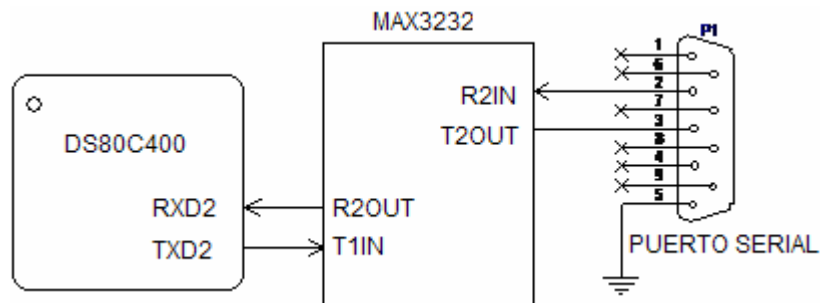 MAX3232
P1
1
6
R2IN
2
7
DS80C400
3
T2OUT
8
4
9
RXD2
R2OUT
5
TXD2
T1IN
PUERTO SERIAL